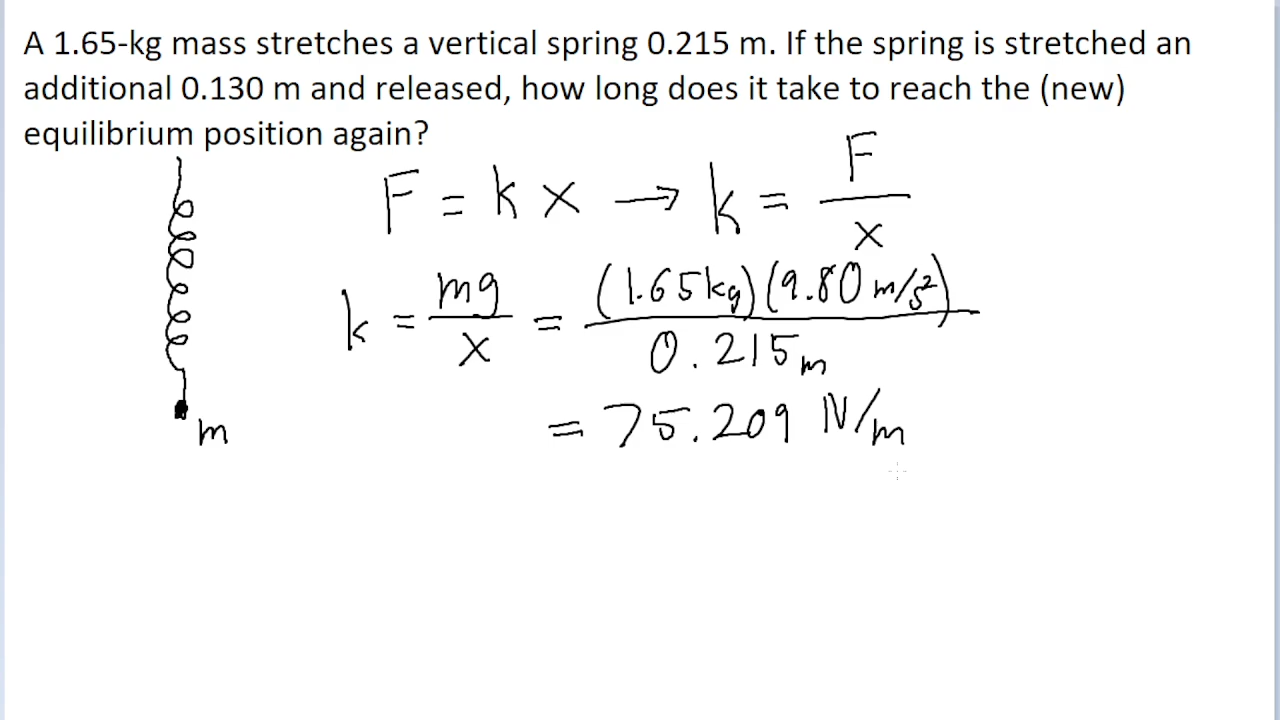 A 1.65-kg mass stretches a vertical spring 0.215 m. If the spring is stretched an
additional 0.130 m and released, how long does it take to reach the (new)
equilibrium position again?
F = kx → k = F/x
k = mg/x = (1.65kg)(9.80 m/s²)/0.215m
= 75.209 N/m
m